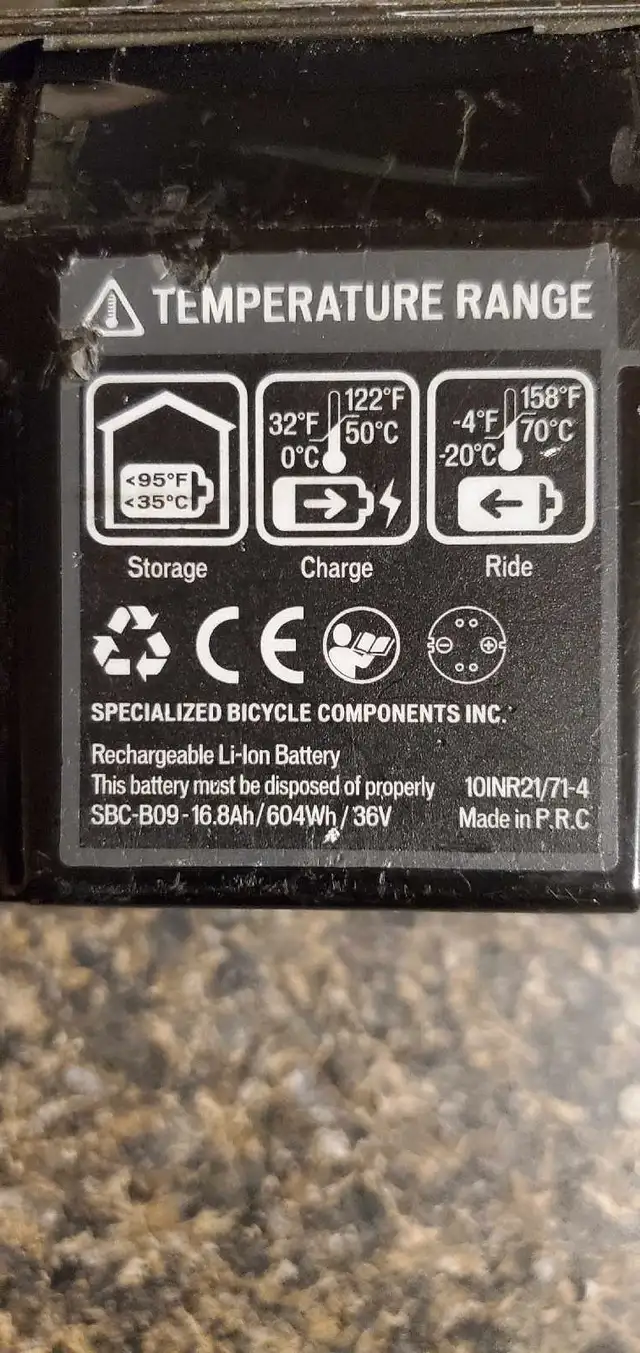 TEMPERATURE RANGE
<95°F
<35°C
32°F 122°F
0°C 50°C
-4°F 158°F
-20°C 70°C
Storage Charge Ride
CE
SPECIALIZED BICYCLE COMPONENTS INC.
Rechargeable Li-Ion Battery
This battery must be disposed of properly 10INR21/71-4
SBC-B09-16.8Ah/604Wh/36V Made in P.R.C